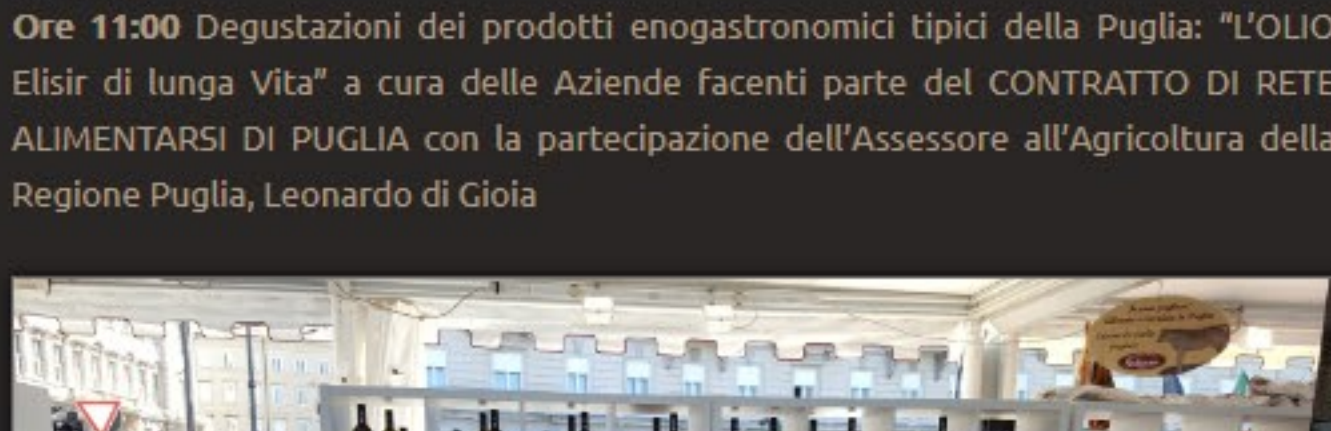 Ore 11:00 Degustazioni dei prodotti enogastronomici tipici della Puglia: “L’OLIO
Elisir di lunga Vita” a cura delle Aziende facenti parte del CONTRATTO DI RETE
ALIMENTARSI DI PUGLIA con la partecipazione dell’Assessore all’Agricoltura della
Regione Puglia, Leonardo di Gioia